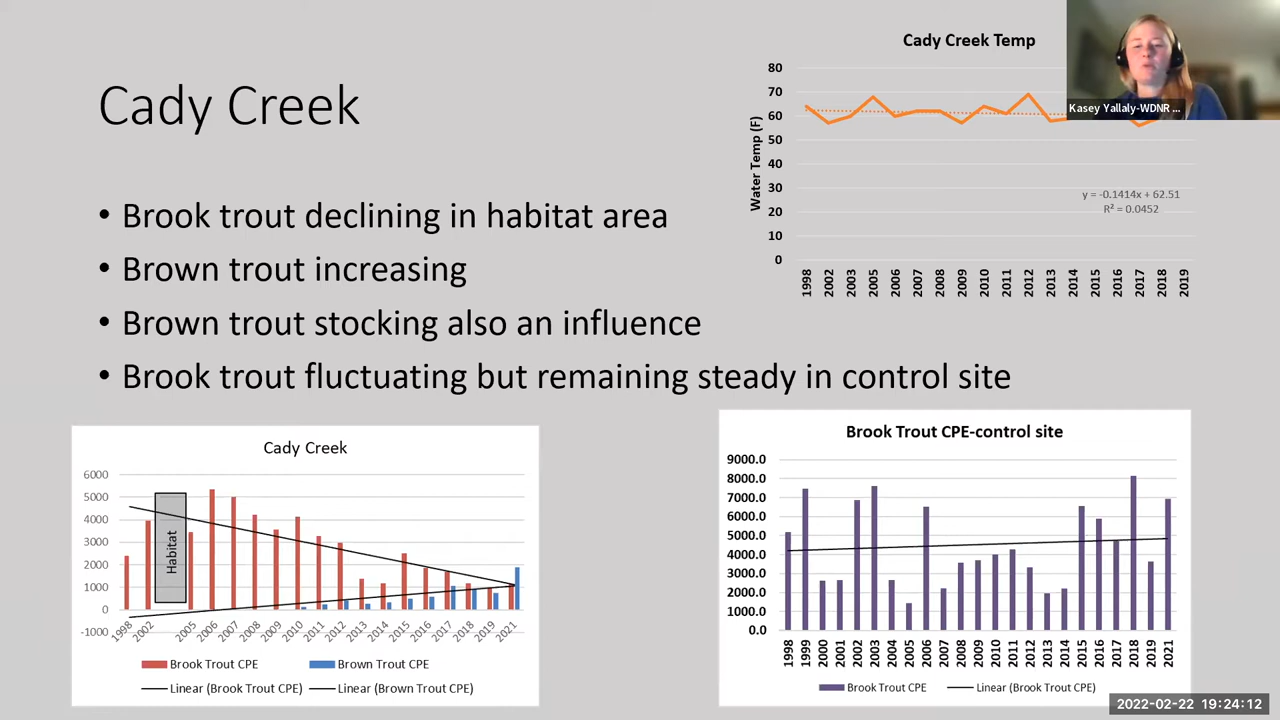 Cady Creek
• Brook trout declining in habitat area
• Brown trout increasing
• Brown trout stocking also an influence
• Brook trout fluctuating but remaining steady in control site
Cady Creek Temp
Water Temp (F)
80
70
60
50
40
30
20
10
0
y = -0.1414x + 62.51
R² = 0.0452
1998 2002 2003 2005 2006 2007 2008 2009 2010 2011 2012 2013 2014 2015 2016 2017 2018 2019
Kasey Yallaly-WDNR ...
Cady Creek
6000
5000
4000
3000
2000
1000
0
-1000
Habitat
1998 2002 2005 2006 2007 2008 2009 2010 2011 2012 2013 2014 2015 2016 2017 2018 2019 2021
Brook Trout CPE Brown Trout CPE
Linear (Brook Trout CPE) Linear (Brown Trout CPE)
Brook Trout CPE-control site
9000.0
8000.0
7000.0
6000.0
5000.0
4000.0
3000.0
2000.0
1000.0
0.0
1998 1999 2000 2001 2002 2003 2004 2005 2006 2007 2008 2009 2010 2011 2012 2013 2014 2015 2016 2017 2018 2019 2021
Brook Trout CPE Linear (Brook Trout CPE)
2022-02-22 19:24:12